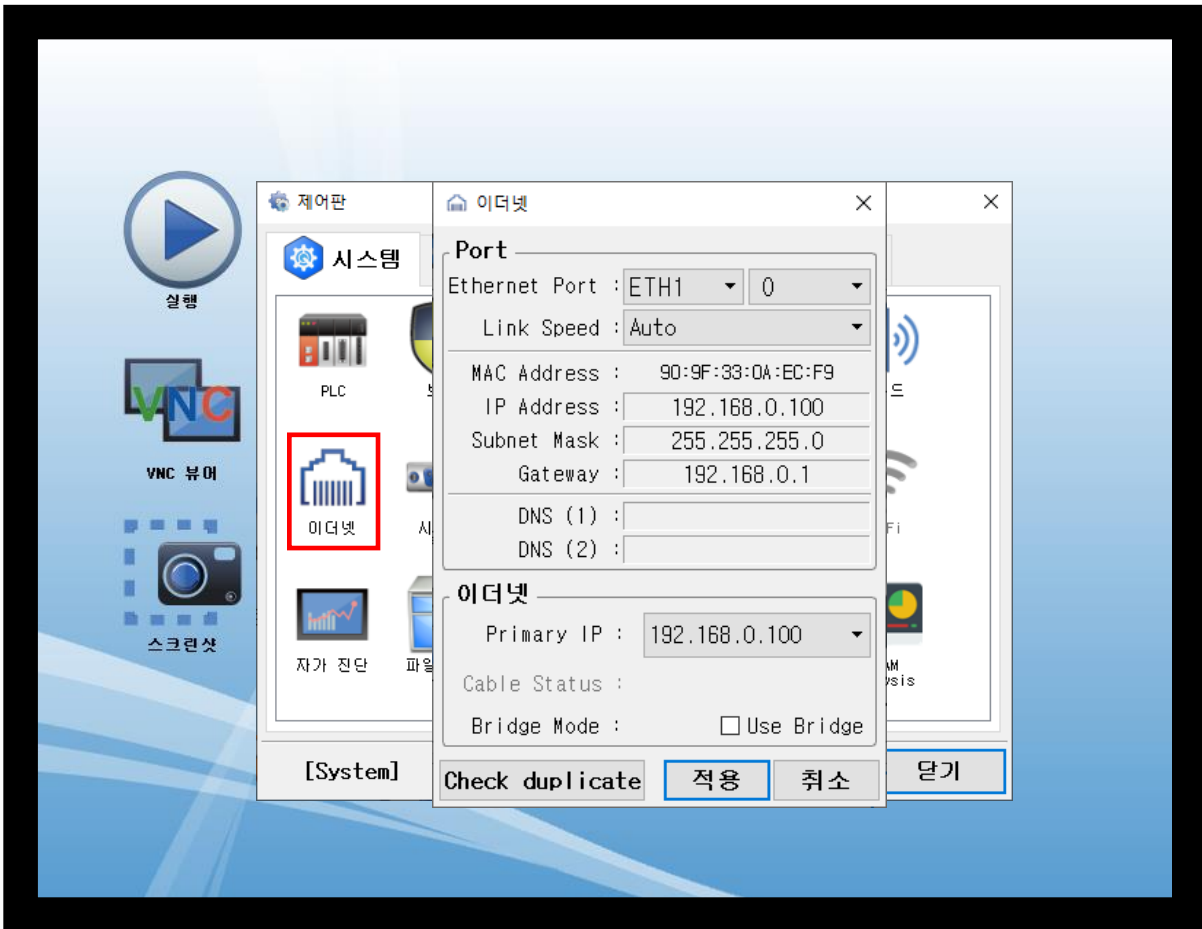 실행
VNC
VNC 뷰어
스크린샷
제어판
시스템
PLC
이더넷
자가 진단
[System]
닫기
이더넷
Port
Ethernet Port : ETH1 0
Link Speed : Auto
MAC Address : 90:9F:33:0A:EC:F9
IP Address : 192.168.0.100
Subnet Mask : 255.255.255.0
Gateway : 192.168.0.1
DNS (1) :
DNS (2) :
이더넷
Primary IP : 192.168.0.100
Cable Status :
Bridge Mode : Use Bridge
Check duplicate 적용 취소